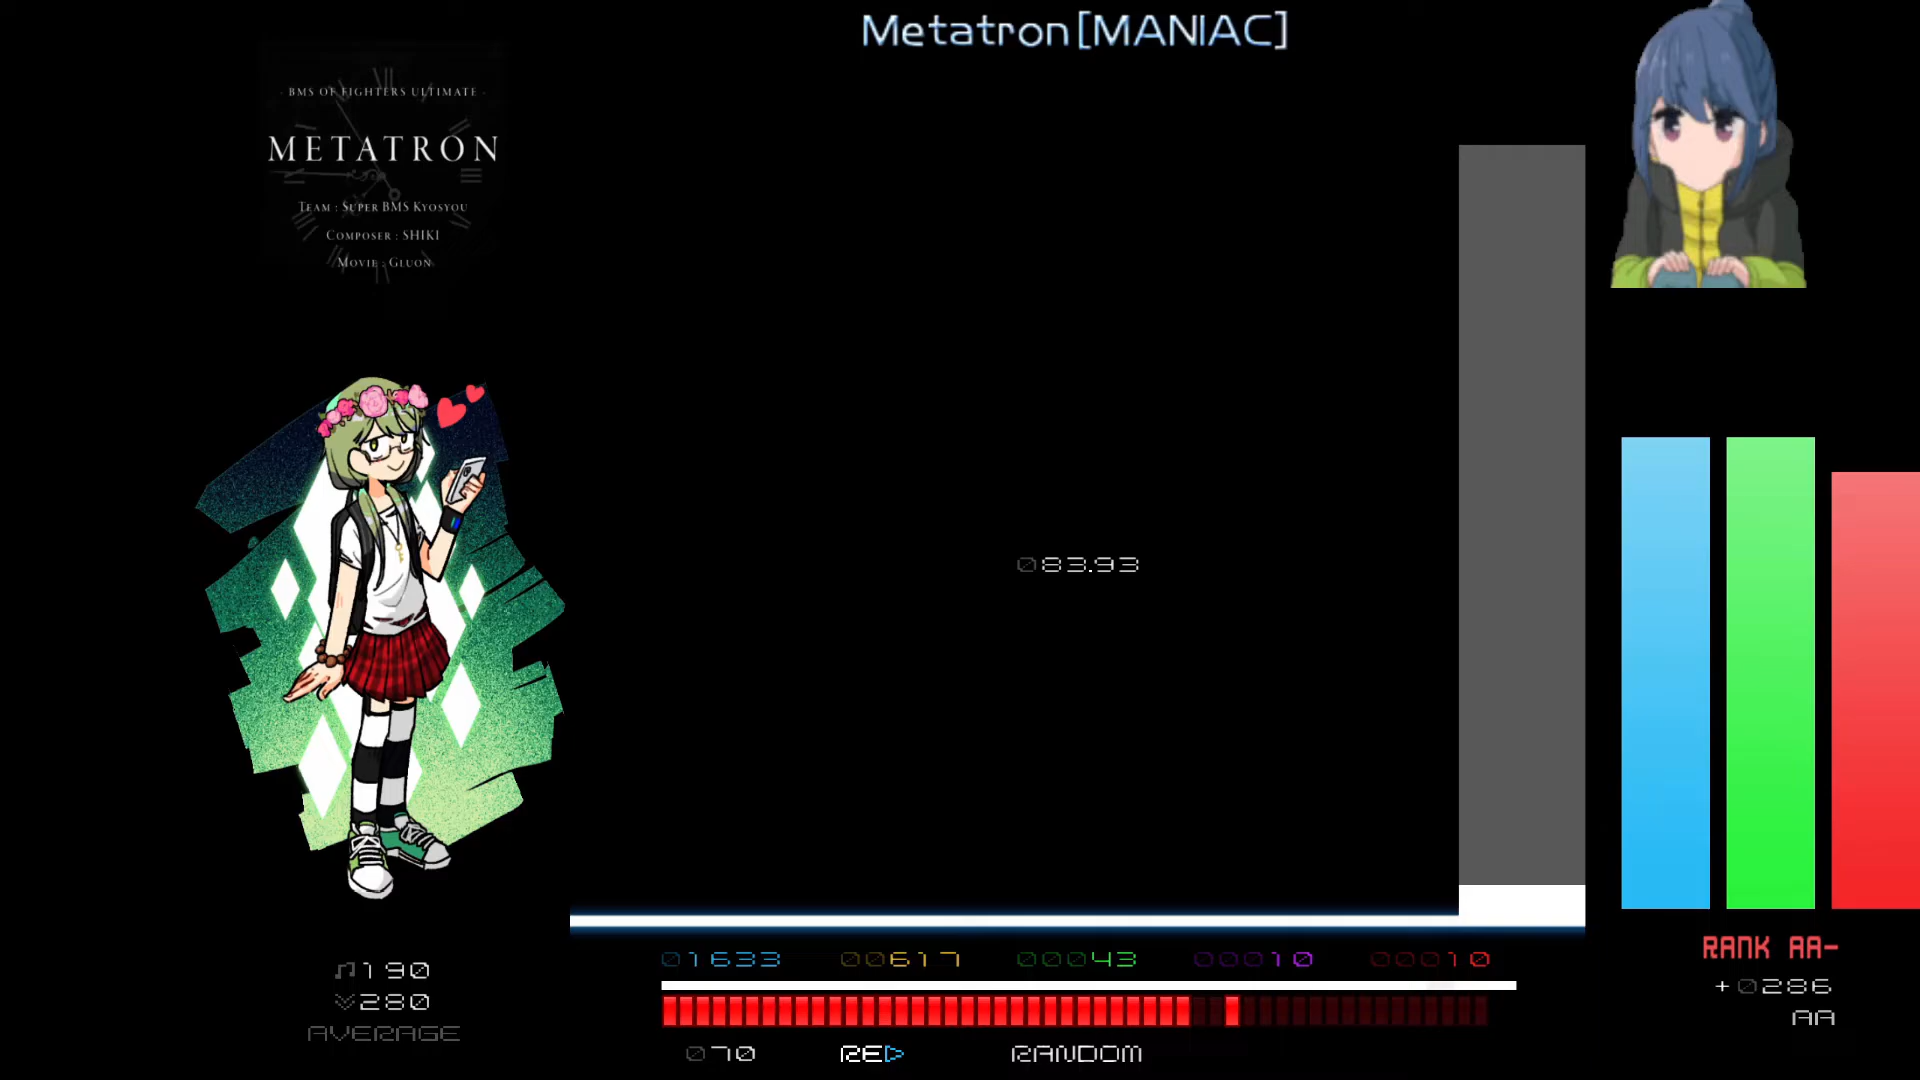 Metatron[MANIAC]
- BMS OF FIGHTERS ULTIMATE -
METATRON
TEAM : SUPER BMS KYOSYOU
COMPOSER : SHIKI
MOVIE : GLUON
083.93
01633 00617 00043 00010 00010
RANK AA-
+0286
AA
190
280
AVERAGE
070 RE RANDOM